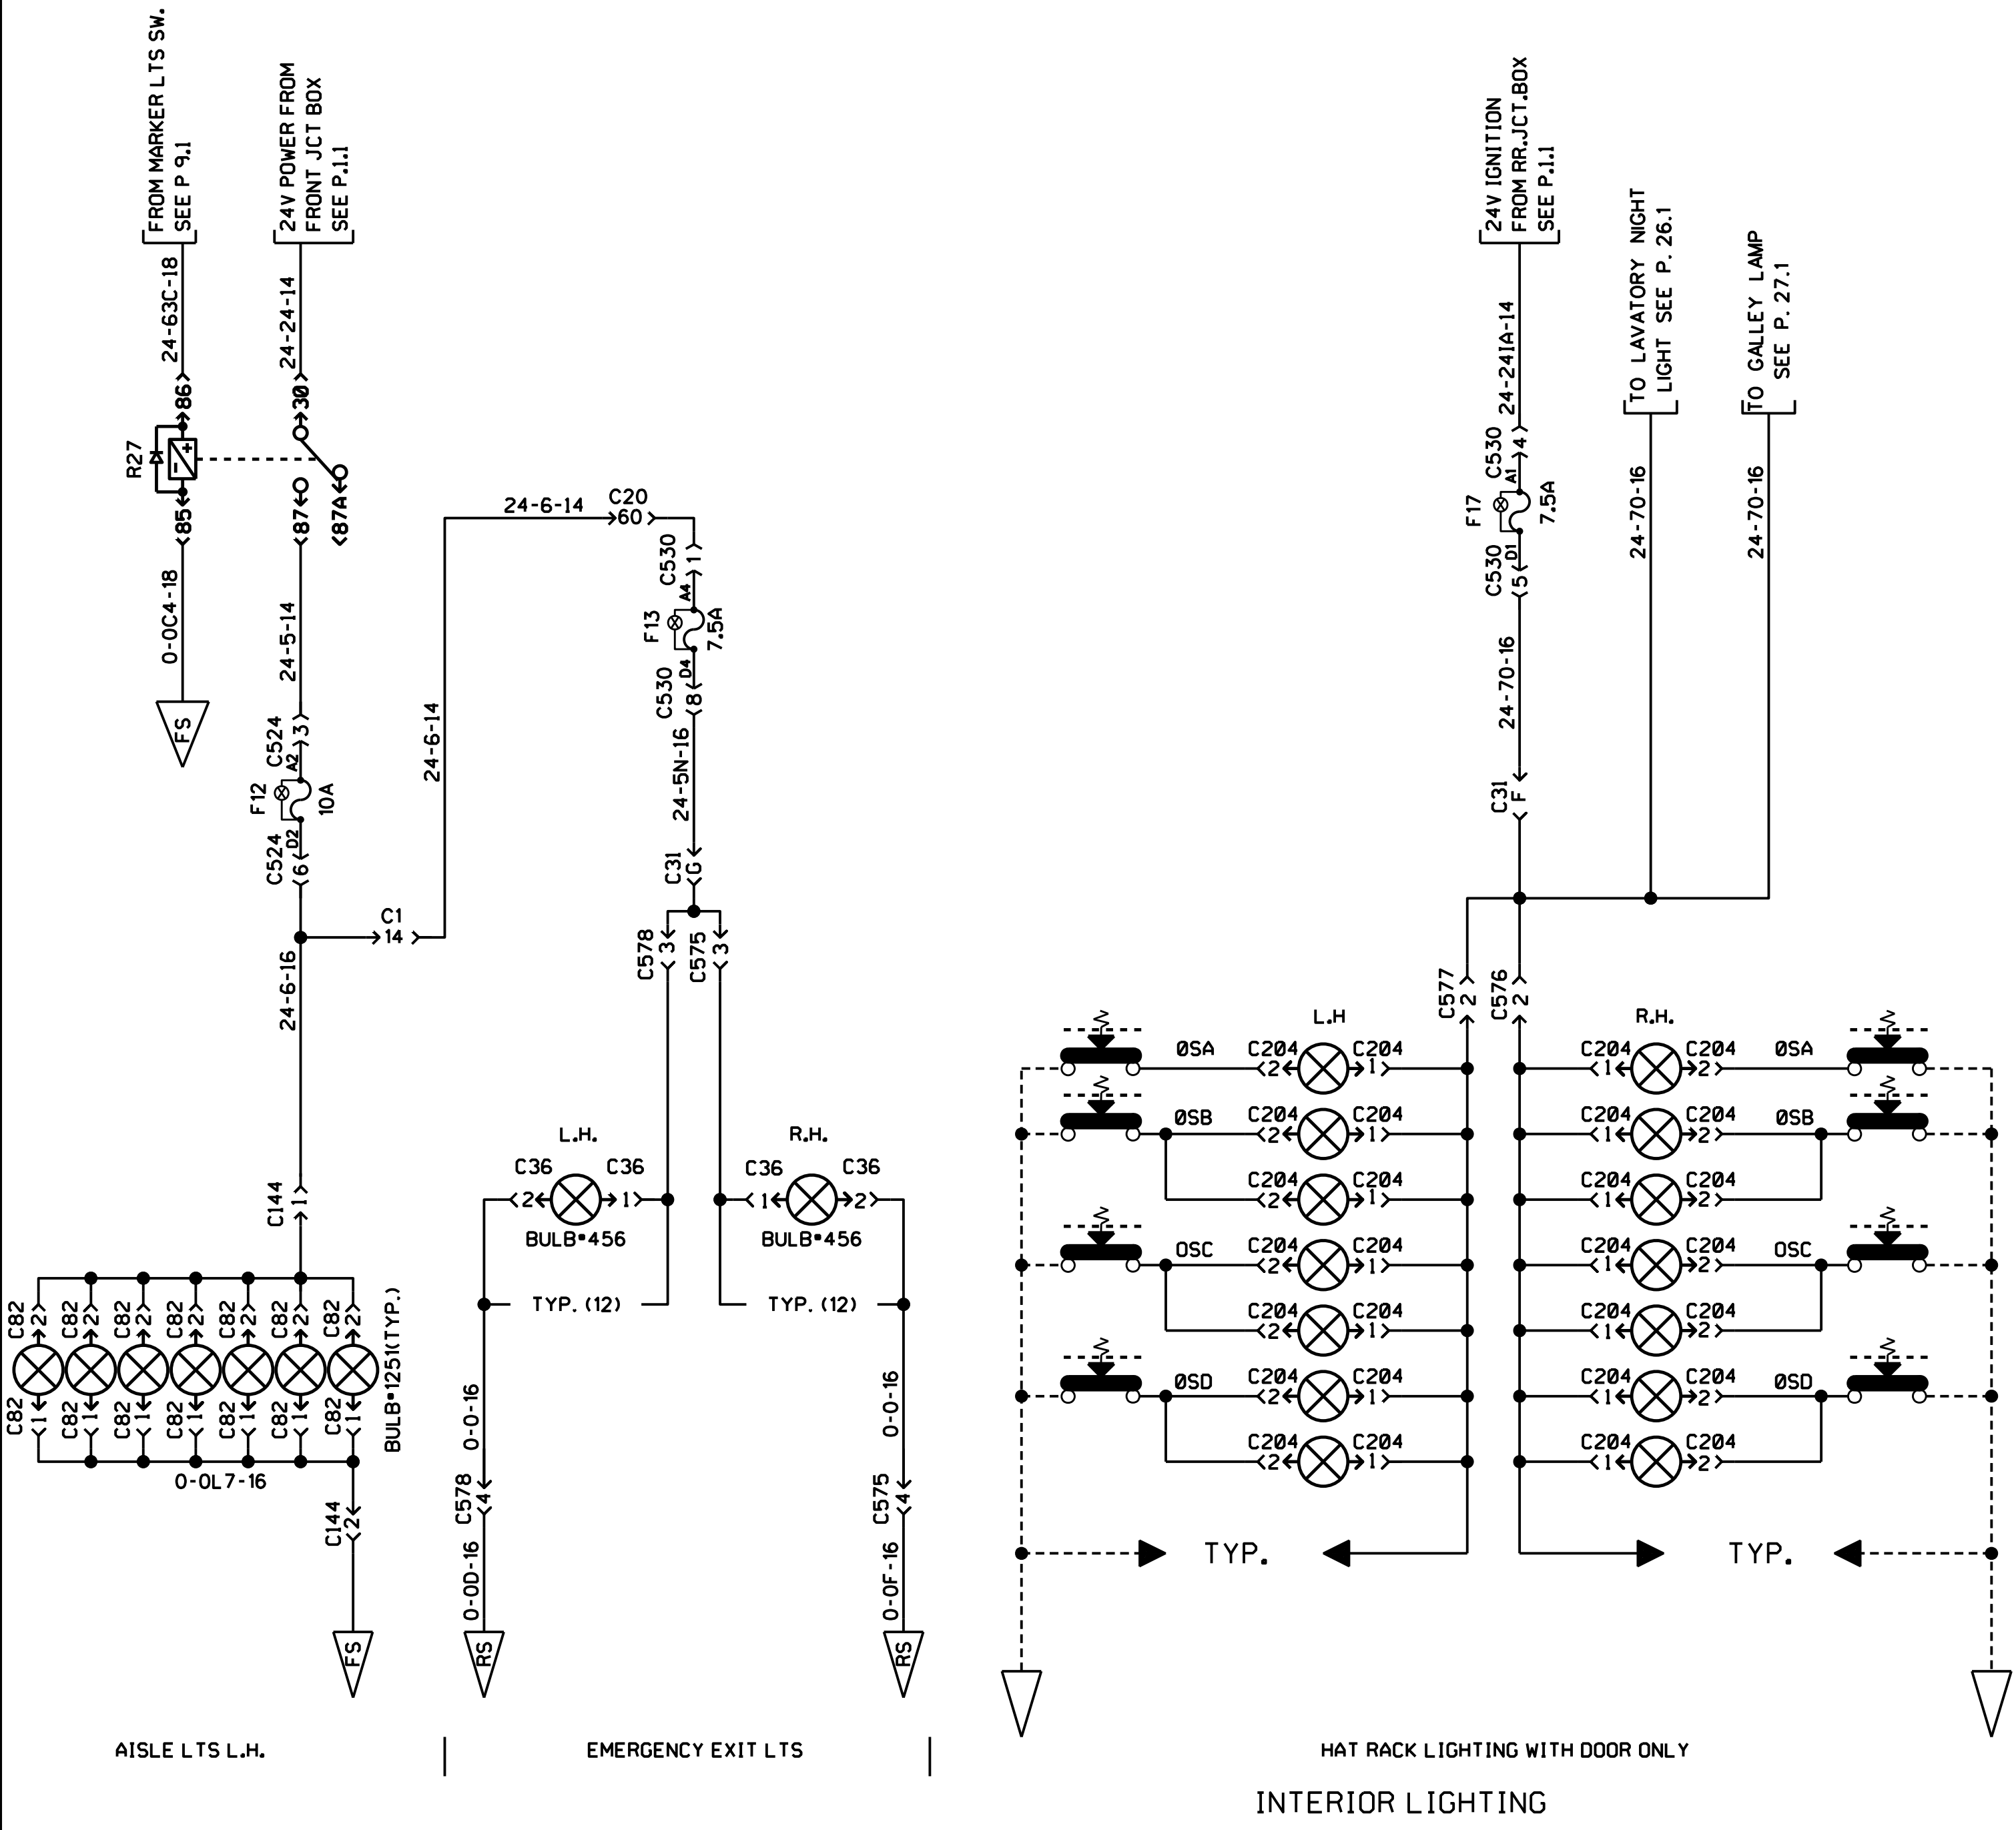 FROM MARKER LTS SW.
SEE P 9.1
24V POWER FROM
FRONT JCT BOX
SEE P.1.1
24-63C-18
24-24-14
86
30
R27
+
-
85
87
87A
0-0C4-18
24-5-14
FS
C524
3
A2
F12
10A
D2
C524
6
C1
14
24-6-14
24-6-14
C20
60
24-6-16
C144
1
C82 C82 C82 C82 C82 C82 C82
2 2 2 2 2 2 2
C82 C82 C82 C82 C82 C82 C82
1 1 1 1 1 1 1
BULB#1251(TYP.)
0-0L7-16
C144
2
FS
AISLE LTS L.H.
C530
1
A4
F13
7.5A
D4
C530
8
24-5N-16
C31
G
C578
3
C575
3
L.H.
R.H.
C36 C36
C36 C36
2 1
1 2
BULB#456
BULB#456
TYP. (12)
TYP. (12)
0-0-16
0-0-16
C578
4
C575
4
0-0D-16
0-0F-16
RS
RS
EMERGENCY EXIT LTS
24V IGNITION
FROM RR.JCT.BOX
SEE P.1.1
TO LAVATORY NIGHT
LIGHT SEE P. 26.1
TO GALLEY LAMP
SEE P. 27.1
24-24IA-14
C530
4
A1
F17
7.5A
D1
C530
5
24-70-16
24-70-16
24-70-16
C31
F
C577
2
C576
2
L.H
R.H.
0SA C204 C204
2 1
C204 C204 0SA
1 2
0SB C204 C204
2 1
C204 C204 0SB
1 2
C204 C204
2 1
C204 C204
1 2
0SC C204 C204
2 1
C204 C204 0SC
1 2
C204 C204
2 1
C204 C204
1 2
0SD C204 C204
2 1
C204 C204 0SD
1 2
C204 C204
2 1
C204 C204
1 2
TYP.
TYP.
HAT RACK LIGHTING WITH DOOR ONLY
INTERIOR LIGHTING